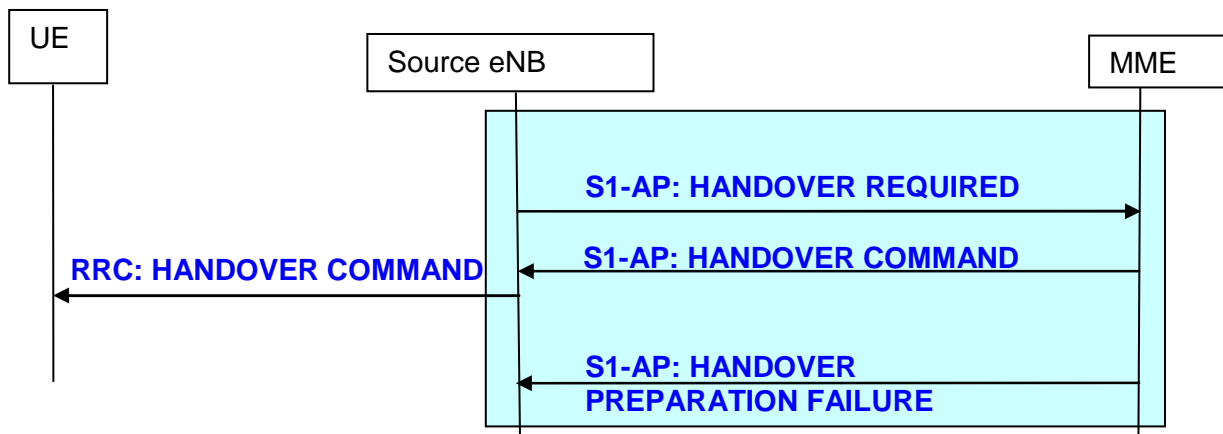 UE
Source eNB
MME
S1-AP: HANDOVER REQUIRED
S1-AP: HANDOVER COMMAND
RRC: HANDOVER COMMAND
S1-AP: HANDOVER
PREPARATION FAILURE